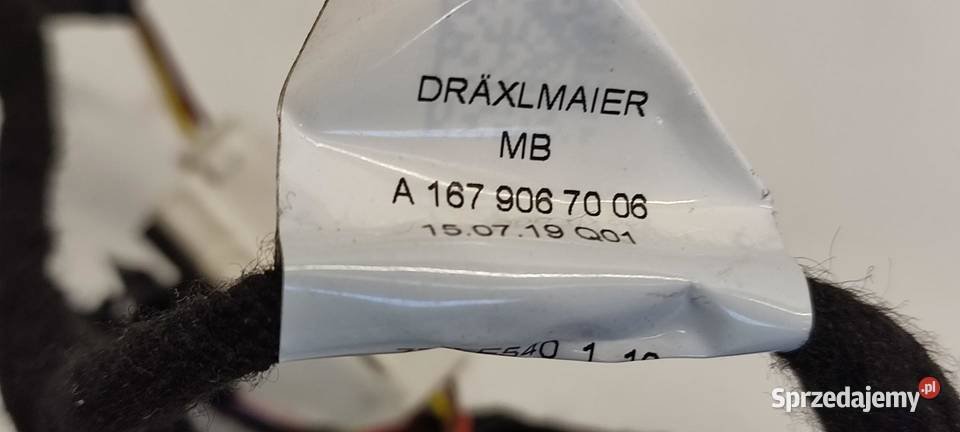 DRÄXLMAIER
MB
A 167 906 70 06
15.07.19 Q01
Sprzedajemy.pl